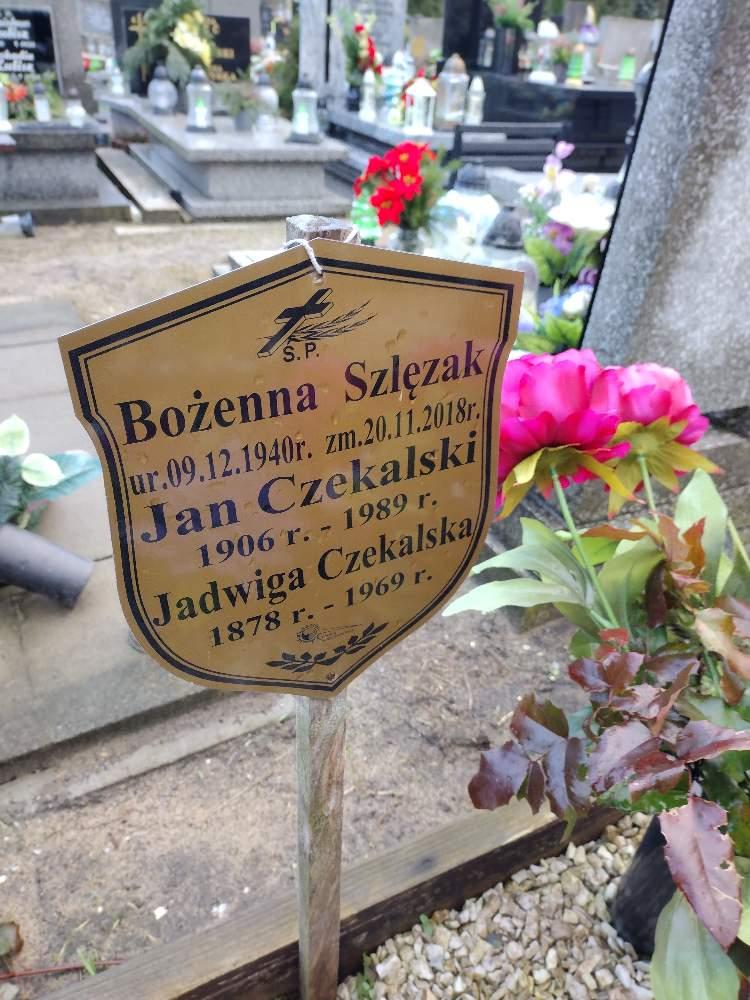 Ś.P.
Bożenna Szlęzak
ur.09.12.1940r. zm.20.11.2018r.
Jan Czekalski
1906 r. - 1989 r.
Jadwiga Czekalska
1878 r. - 1969 r.